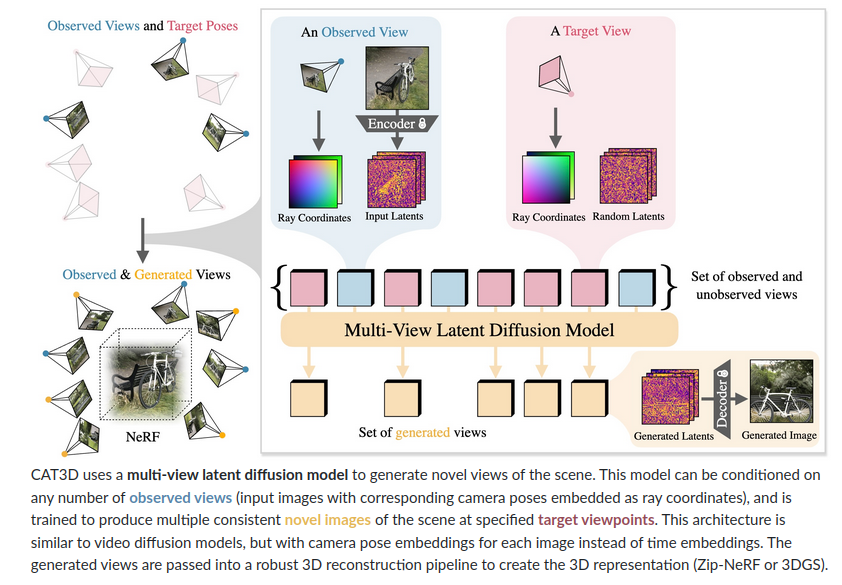 Observed Views and Target Poses
An Observed View
A Target View
Encoder
Ray Coordinates
Input Latents
Ray Coordinates
Random Latents
Observed & Generated Views
NeRF
{
}
Set of observed and
unobserved views
Multi-View Latent Diffusion Model
Set of generated views
Decoder
Generated Latents
Generated Image
CAT3D uses a multi-view latent diffusion model to generate novel views of the scene. This model can be conditioned on
any number of observed views (input images with corresponding camera poses embedded as ray coordinates), and is
trained to produce multiple consistent novel images of the scene at specified target viewpoints. This architecture is
similar to video diffusion models, but with camera pose embeddings for each image instead of time embeddings. The
generated views are passed into a robust 3D reconstruction pipeline to create the 3D representation (Zip-NeRF or 3DGS).